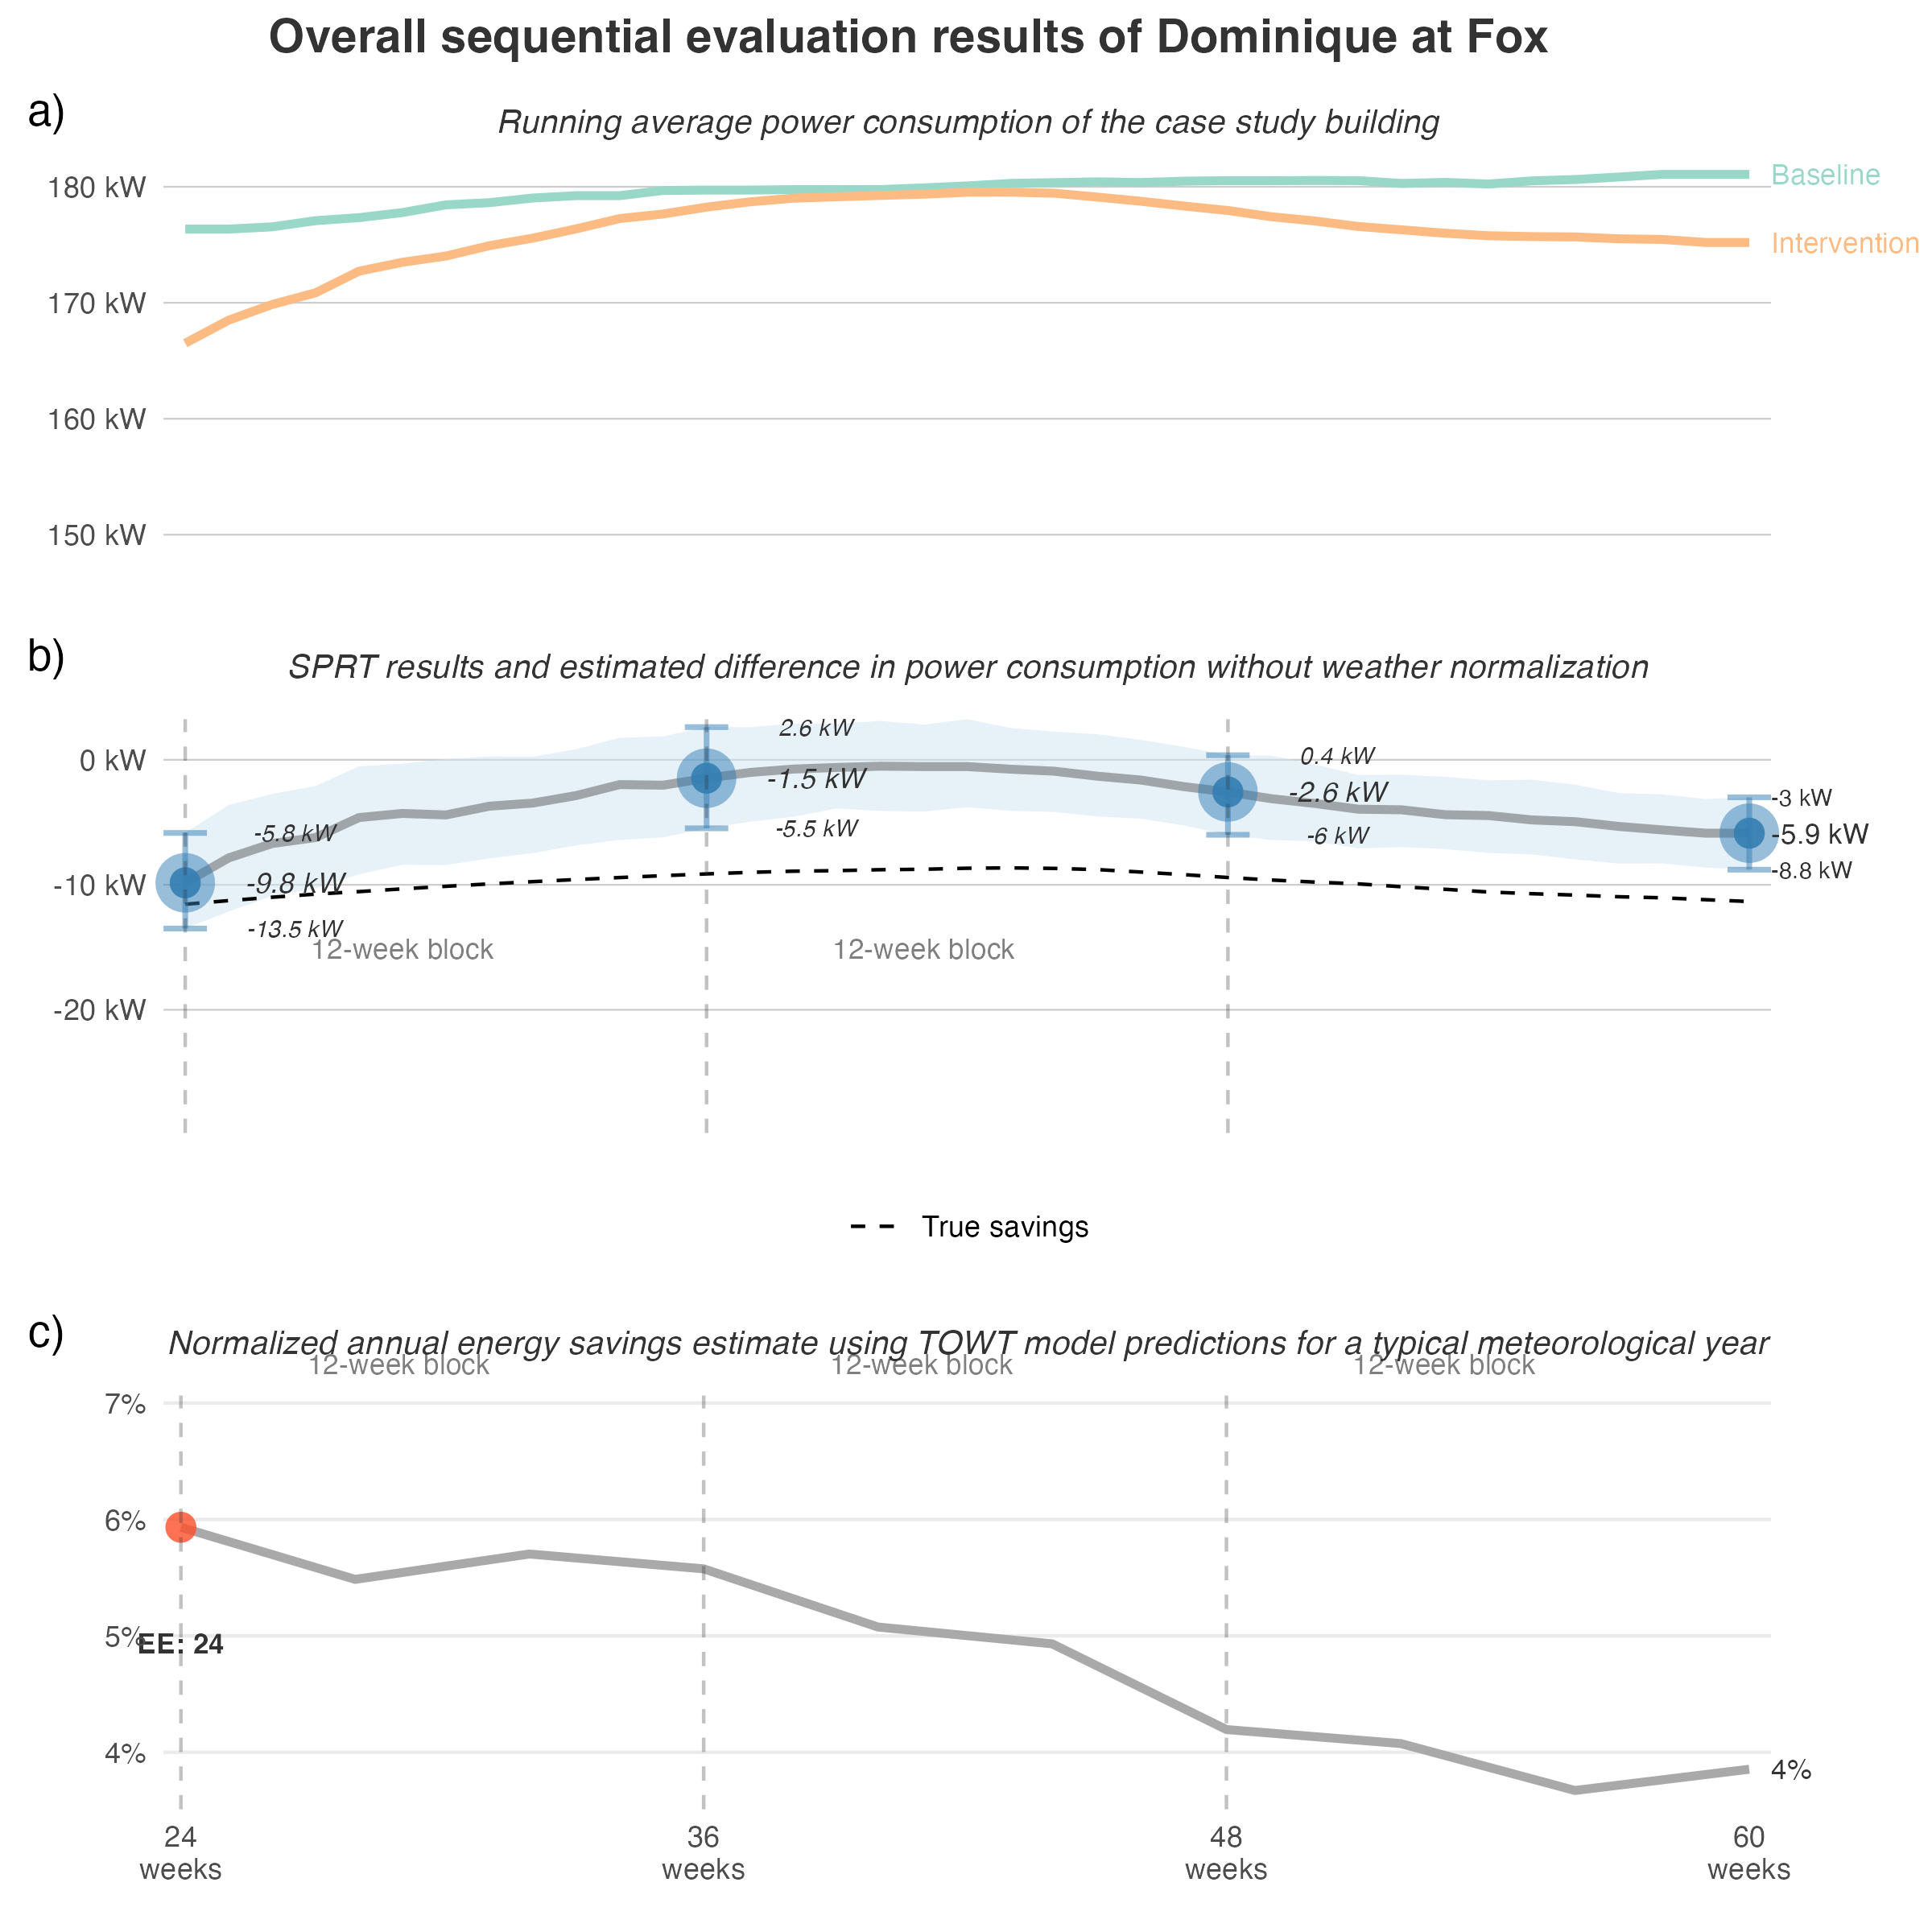 Overall sequential evaluation results of Dominique at Fox
a)
Running average power consumption of the case study building
180 kW
170 kW
160 kW
150 kW
Baseline
Intervention
b)
SPRT results and estimated difference in power consumption without weather normalization
0 kW
-10 kW
-20 kW
-5.8 kW
-9.8 kW
-13.5 kW
2.6 kW
-1.5 kW
-5.5 kW
0.4 kW
-2.6 kW
-6 kW
-3 kW
-5.9 kW
-8.8 kW
12-week block
12-week block
True savings
c)
Normalized annual energy savings estimate using TOWT model predictions for a typical meteorological year
12-week block
12-week block
12-week block
7%
6%
5%
4%
EE: 24
4%
24
weeks
36
weeks
48
weeks
60
weeks